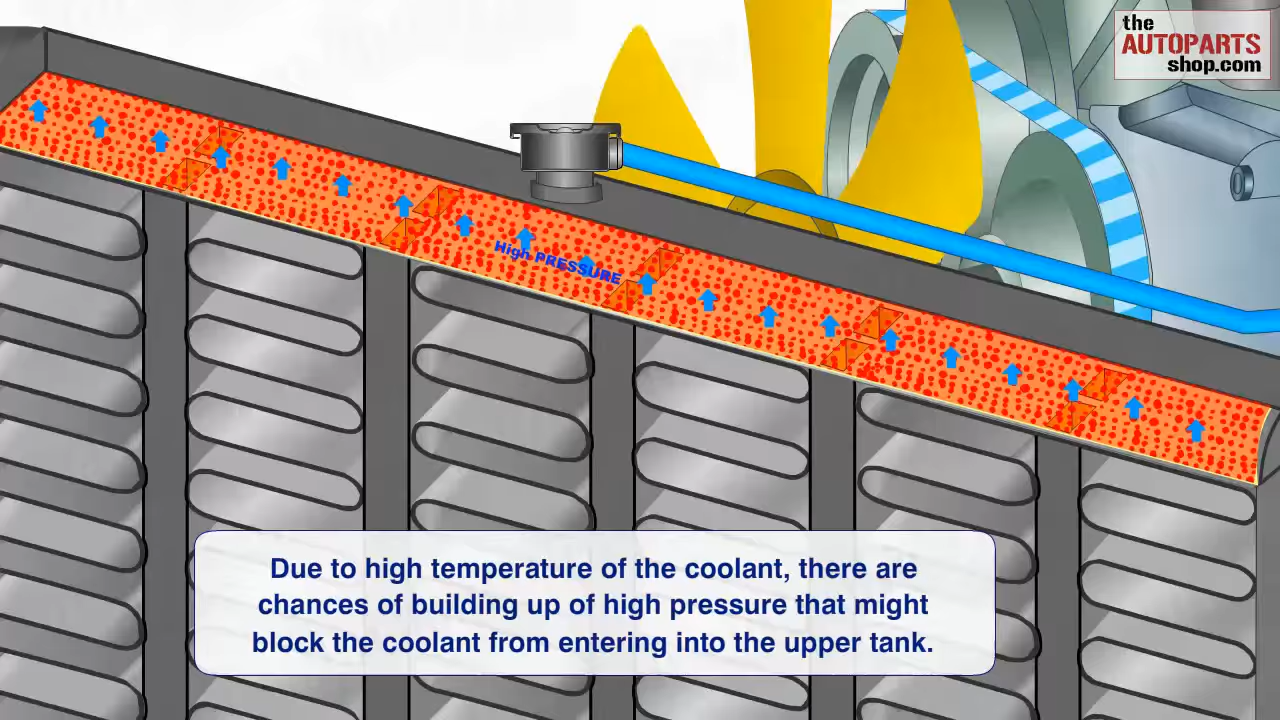 the
AUTOPARTS
shop.com
High PRESSURE
Due to high temperature of the coolant, there are
chances of building up of high pressure that might
block the coolant from entering into the upper tank.